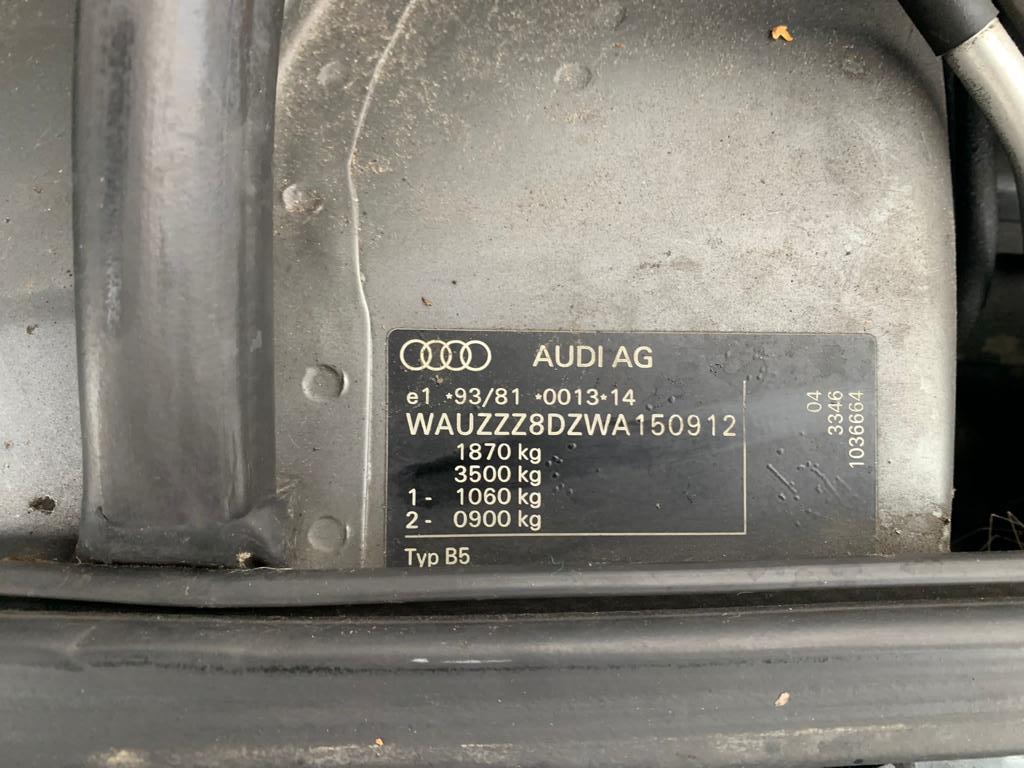 AUDI AG
e1 *93/81 *0013*14
WAUZZZ8DZWA150912
1870 kg
3500 kg
1- 1060 kg
2- 0900 kg
Typ B5
04
3346
1036664